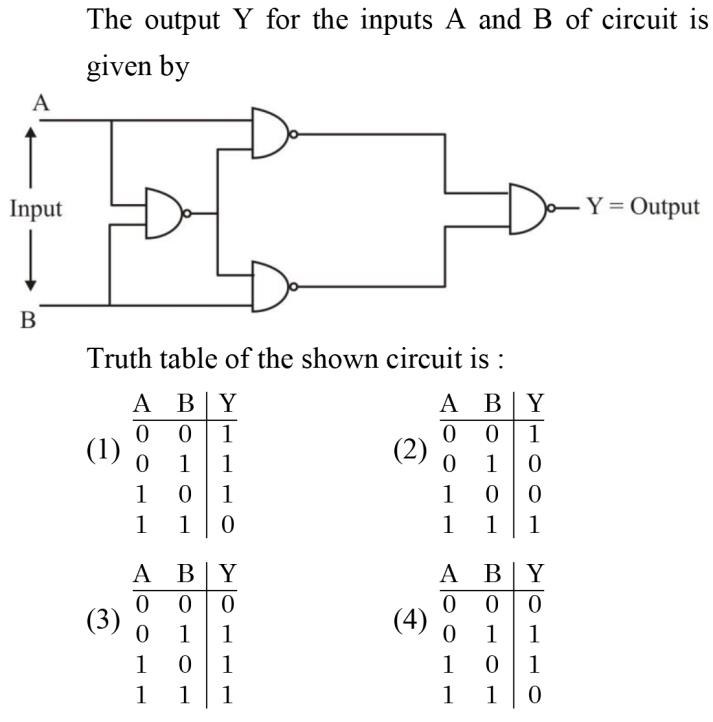 The output Y for the inputs A and B of circuit is
given by
A
Input
Y = Output
B
Truth table of the shown circuit is :
(1)
A B Y
0 0 1
0 1 1
1 0 1
1 1 0
(2)
A B Y
0 0 1
0 1 0
1 0 0
1 1 1
(3)
A B Y
0 0 0
0 1 1
1 0 1
1 1 1
(4)
A B Y
0 0 0
0 1 1
1 0 1
1 1 0